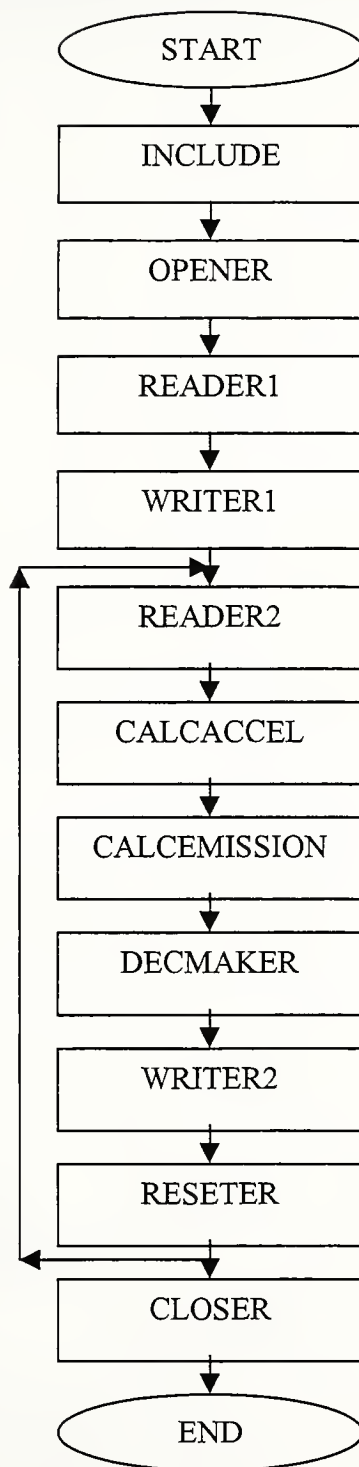 START
INCLUDE
OPENER
READER1
WRITER1
READER2
CALCACCEL
CALCEMISSION
DECMAKER
WRITER2
RESETER
CLOSER
END